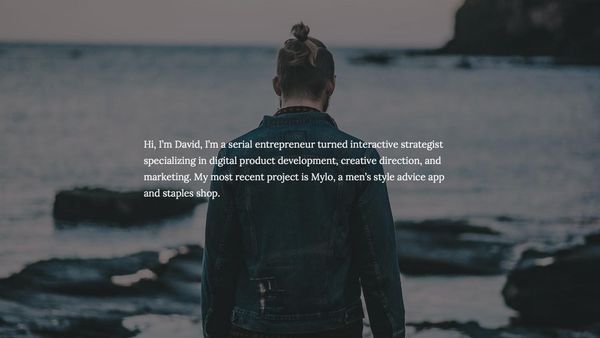 Hi, I’m David, I’m a serial entrepreneur turned interactive strategist
specializing in digital product development, creative direction, and
marketing. My most recent project is Mylo, a men’s style advice app
and staples shop.